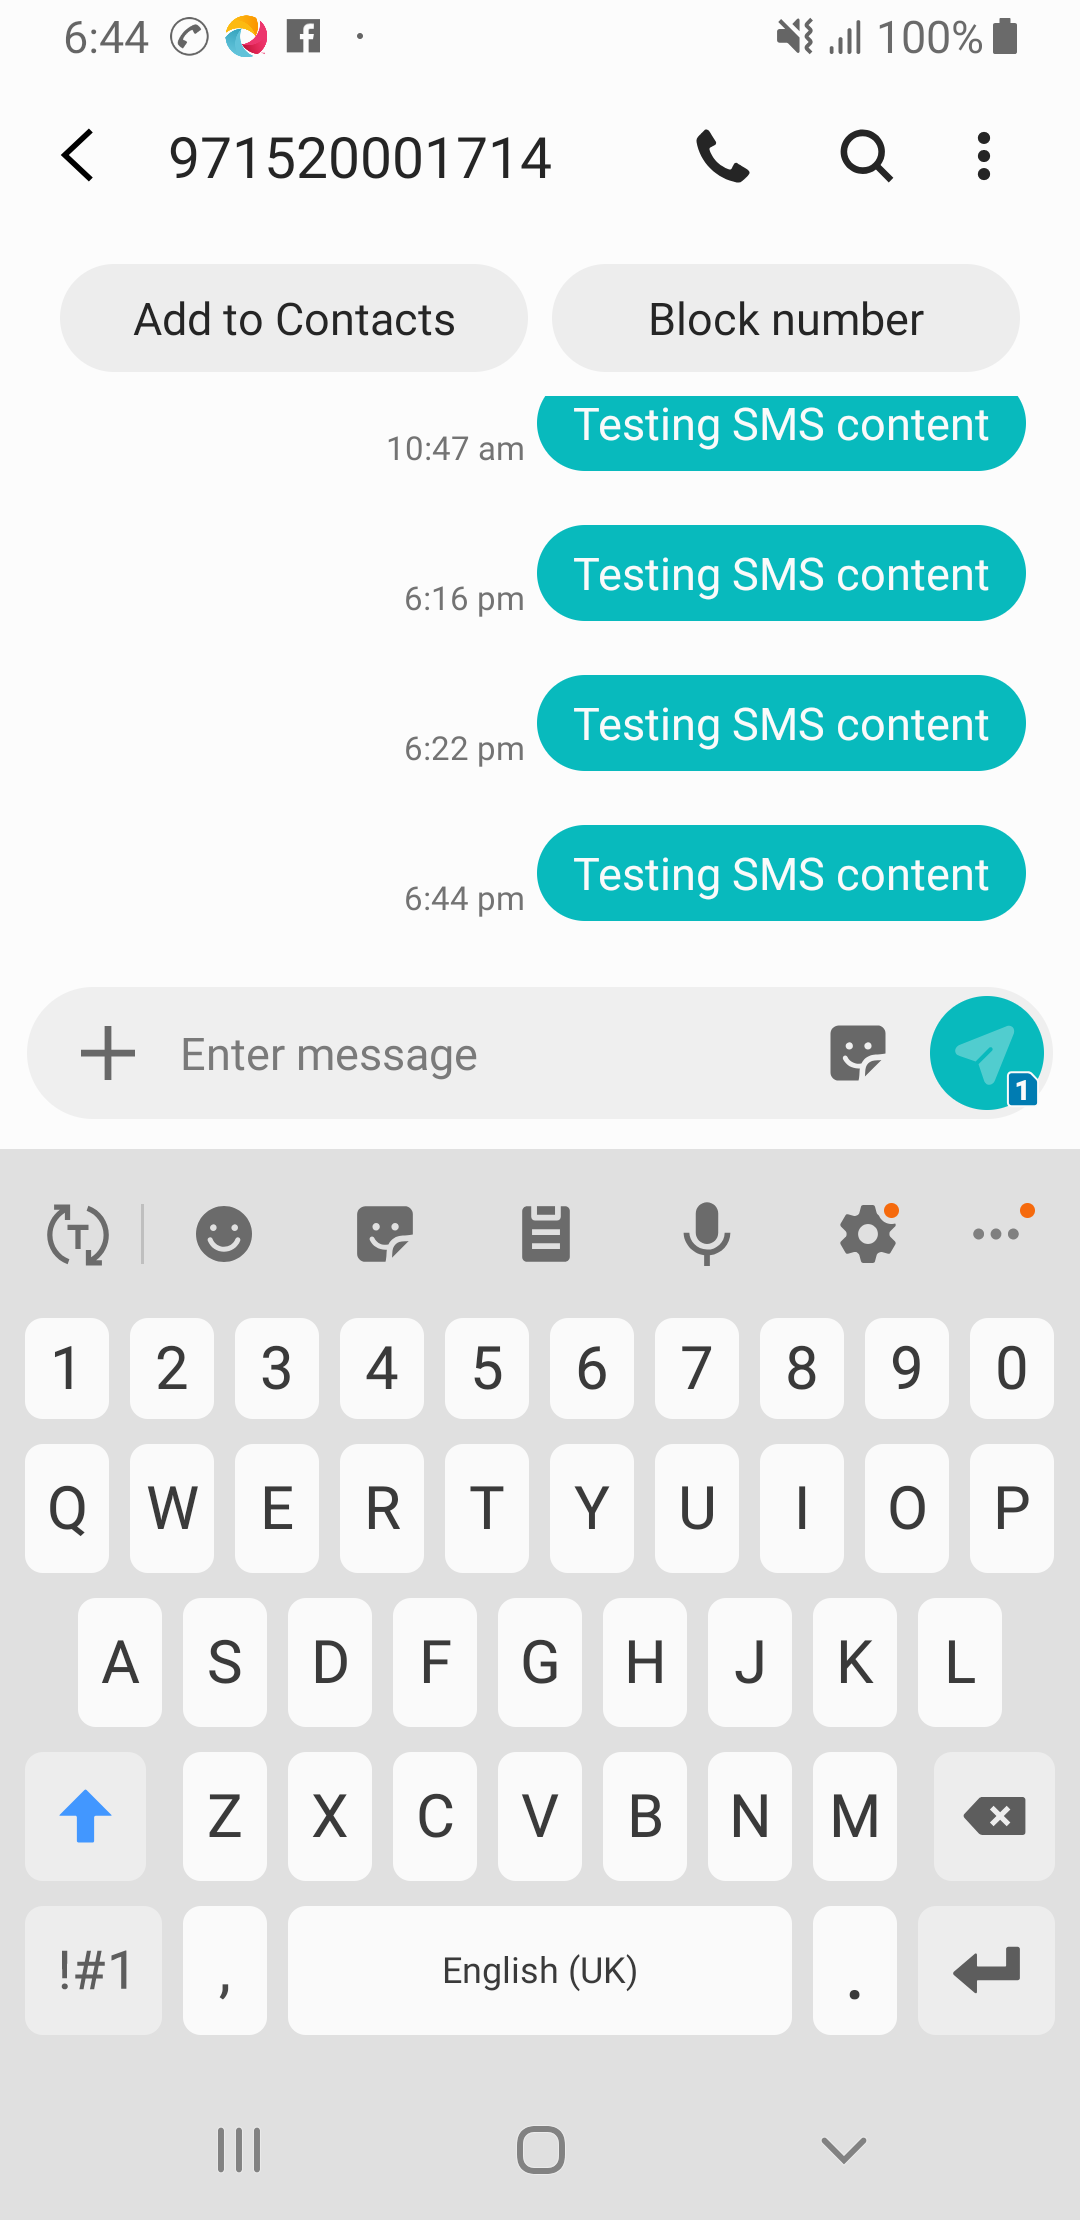 6:44 100%
971520001714
Add to Contacts Block number
10:47 am Testing SMS content
6:16 pm Testing SMS content
6:22 pm Testing SMS content
6:44 pm Testing SMS content
Enter message 1
T
1 2 3 4 5 6 7 8 9 0
Q W E R T Y U I O P
A S D F G H J K L
Z X C V B N M
!#1 , English (UK) .